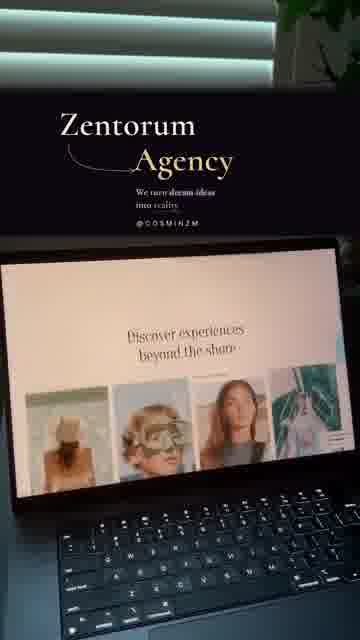 Zentorum
Agency
We turn dream ideas
into reality
@COSMINZM
Discover experiences
beyond the shore